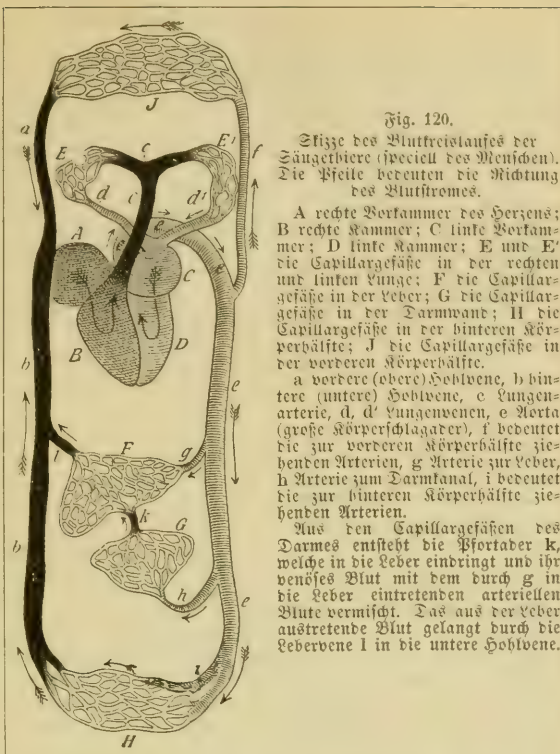 Fig. 120.
Skizze des Blutkreislaufes der
Säugethiere (speciell des Menschen).
Die Pfeile bedeuten die Richtung
des Blutstromes.
A rechte Vorkammer des Herzens;
B rechte Kammer; C linke Vorkam-
mer; D linke Kammer; E und E'
die Capillargefäße in der rechten
und linken Lunge; F die Capillar-
gefäße in der Leber; G die Capillar-
gefäße in der Darmwand; H die
Capillargefäße in der hinteren Kör-
perhälfte; J die Capillargefäße in
der vorderen Körperhälfte.
a vordere (obere) Hohlvene, b hin-
tere (untere) Hohlvene, c Lungen-
arterie, d, d' Lungenvenen, e Aorta
(große Körperschlagader), f bedeutet
die zur vorderen Körperhälfte zie-
henden Arterien, g Arterie zur Leber,
h Arterie zum Darmkanal, i bedeutet
die zur hinteren Körperhälfte zie-
henden Arterien.
Aus den Capillargefäßen des
Darmes entsteht die Pfortader k,
welche in die Leber eindringt und ihr
venöses Blut mit dem durch g in
die Leber eintretenden arteriellen
Blute vermischt. Das aus der Leber
austretende Blut gelangt durch die
Lebervene l in die untere Hohlvene.
J
a
c
E
E'
f
d
c
d'
e
A
e
C
e
B
D
b
e
l
F
g
k
G
h
b
e
i
H